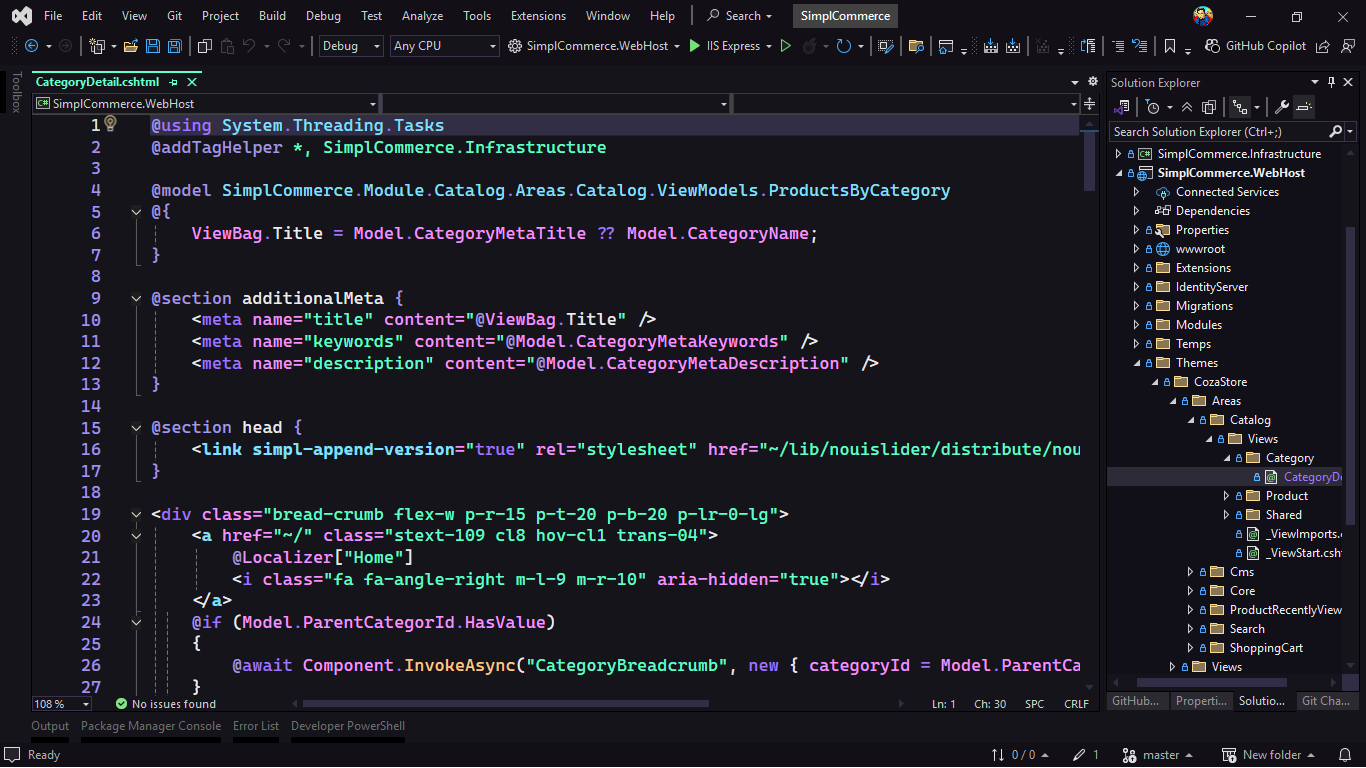 File Edit View Git Project Build Debug Test Analyze Tools Extensions Window Help Search SimplCommerce
Debug Any CPU SimplCommerce.WebHost IIS Express GitHub Copilot
Toolbox
CategoryDetail.cshtml
SimplCommerce.WebHost
1 @using System.Threading.Tasks
2 @addTagHelper *, SimplCommerce.Infrastructure
3
4 @model SimplCommerce.Module.Catalog.Areas.Catalog.ViewModels.ProductsByCategory
5 @{
6 ViewBag.Title = Model.CategoryMetaTitle ?? Model.CategoryName;
7 }
8
9 @section additionalMeta {
10 <meta name="title" content="@ViewBag.Title" />
11 <meta name="keywords" content="@Model.CategoryMetaKeywords" />
12 <meta name="description" content="@Model.CategoryMetaDescription" />
13 }
14
15 @section head {
16 <link simpl-append-version="true" rel="stylesheet" href="~/lib/nouislider/distribute/nou
17 }
18
19 <div class="bread-crumb flex-w p-r-15 p-t-20 p-b-20 p-lr-0-lg">
20 <a href="~/" class="stext-109 cl8 hov-cl1 trans-04">
21 @Localizer["Home"]
22 <i class="fa fa-angle-right m-l-9 m-r-10" aria-hidden="true"></i>
23 </a>
24 @if (Model.ParentCategorId.HasValue)
25 {
26 @await Component.InvokeAsync("CategoryBreadcrumb", new { categoryId = Model.ParentCa
27 }
108 % No issues found Ln: 1 Ch: 30 SPC CRLF
Solution Explorer
Search Solution Explorer (Ctrl+;)
C# SimplCommerce.Infrastructure
SimplCommerce.WebHost
Connected Services
Dependencies
Properties
wwwroot
Extensions
IdentityServer
Migrations
Modules
Temps
Themes
CozaStore
Areas
Catalog
Views
Category
CategoryDe
Product
Shared
_ViewImports.c
_ViewStart.csht
Cms
Core
ProductRecentlyView
Search
ShoppingCart
Views
GitHub... Properti... Solutio... Git Cha...
Output Package Manager Console Error List Developer PowerShell
Ready 0 / 0 1 master New folder